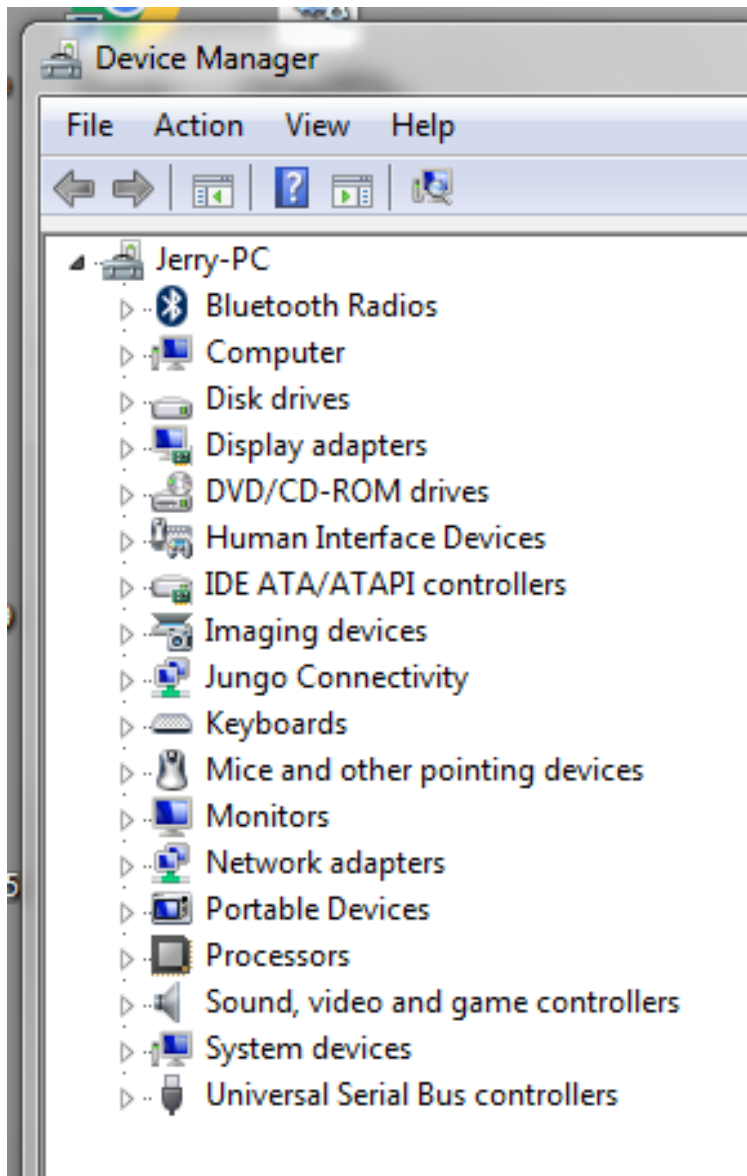 Device Manager
File Action View Help
?
Jerry-PC
Bluetooth Radios
Computer
Disk drives
Display adapters
DVD/CD-ROM drives
Human Interface Devices
IDE ATA/ATAPI controllers
Imaging devices
Jungo Connectivity
Keyboards
Mice and other pointing devices
Monitors
Network adapters
Portable Devices
Processors
Sound, video and game controllers
System devices
Universal Serial Bus controllers
5